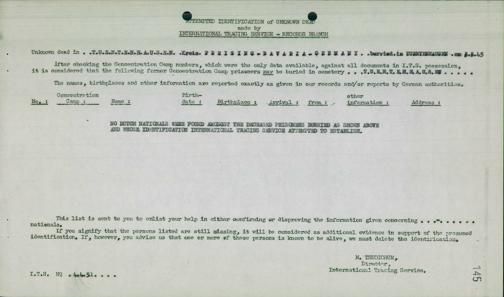 ATTEMPTED IDENTIFICATION of UNKNOWN DEAD
made by
INTERNATIONAL TRACING SERVICE - RECORDS BRANCH
Unknown dead in .. Kreis FREISING-BAVARIA-GERMANY. buried in on 45
After checking the Concentration Camp numbers, which were the only data available, against all documents in I.T.S. possession,
it is considered that the following former Concentration Camp prisoners may be buried in cemetery
The names, birthplaces and other information are reported exactly as given in our records and/or reports by German authorities.
Concentration Birth- other
No.: Camp: Name: date: Birthplace: Arrival: from: information: Address:
NO DUTCH NATIONALS WERE FOUND AMONGST THE DECEASED PRISONERS BURIED AS SHOWN ABOVE
AND WHOSE IDENTIFICATION INTERNATIONAL TRACING SERVICE ATTEMPTED TO ESTABLISH.
This list is sent to you to enlist your help in either confirming or disproving the information given concerning
nationals.
If you signify that the persons listed are still missing, it will be considered as additional evidence in support of the presumed
identification. If, however, you advise us that one or more of these persons is known to be alive, we must delete the identification.
Director,
International Tracing Service.
I.T.S. HQ
145